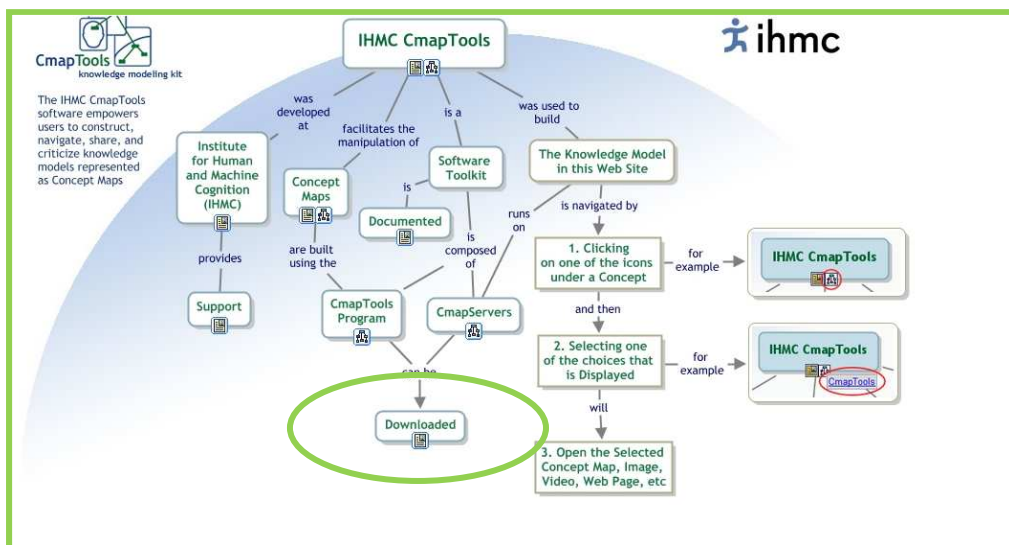 CmapTools
knowledge modeling kit
The IHMC CmapTools
software empowers
users to construct,
navigate, share, and
criticize knowledge
models represented
as Concept Maps
IHMC CmapTools
ihmc
was
developed
at
facilitates the
manipulation of
is a
was used to
build
Institute
for Human
and Machine
Cognition
(IHMC)
Concept
Maps
Software
Toolkit
The Knowledge Model
in this Web Site
is
Documented
runs
on
is navigated by
provides
are built
using the
is
composed
of
1. Clicking
on one of the icons
under a Concept
for
example
IHMC CmapTools
Support
CmapTools
Program
CmapServers
and then
2. Selecting one
of the choices that
is Displayed
for
example
IHMC CmapTools
CmapTools
can be
Downloaded
will
3. Open the Selected
Concept Map, Image,
Video, Web Page, etc